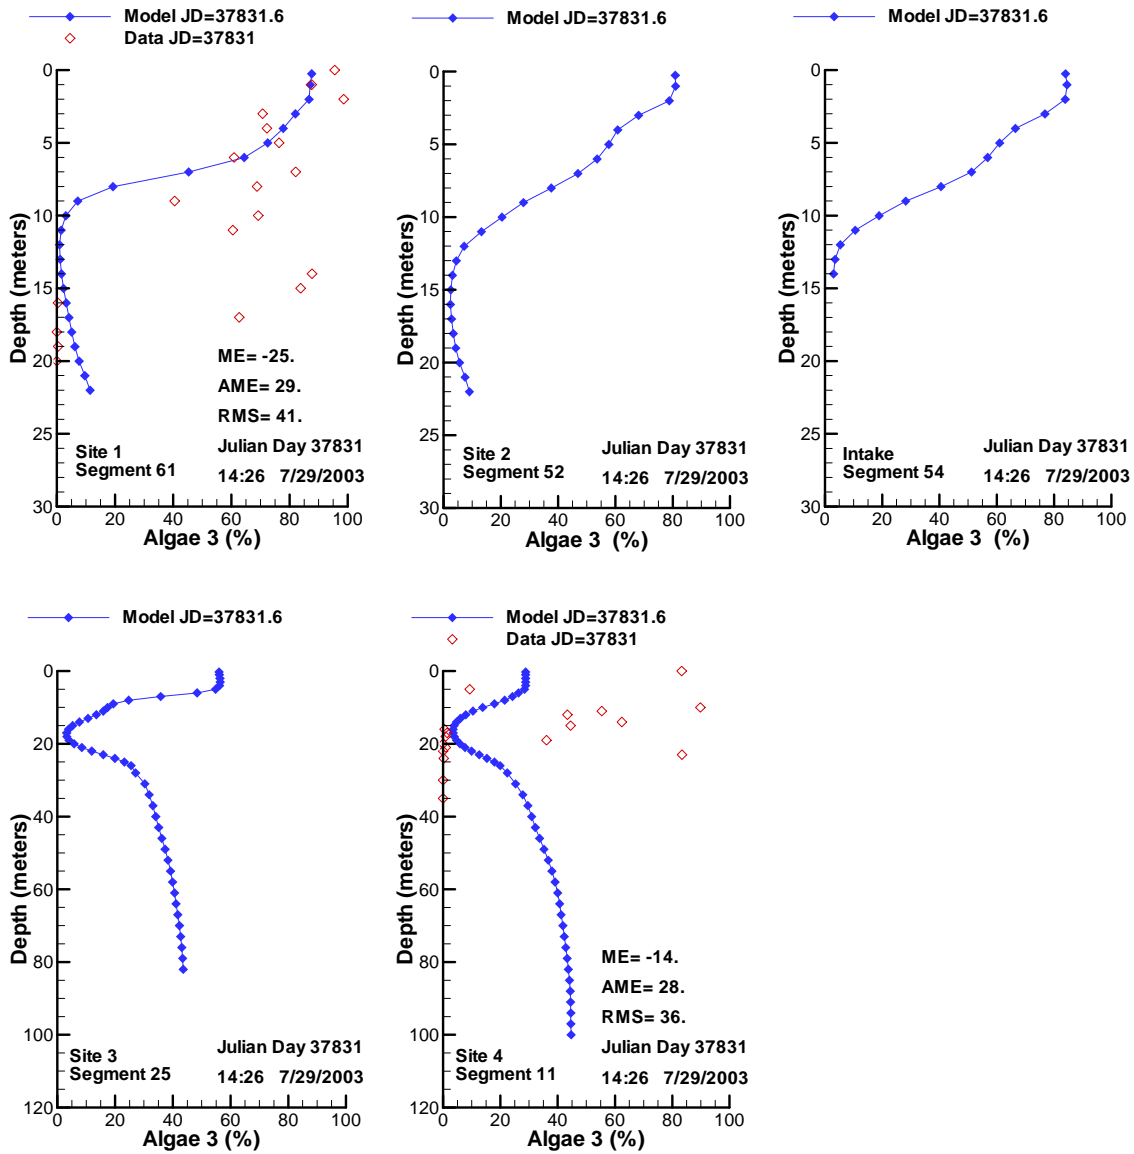 Model JD=37831.6
Data JD=37831
0
5
10
15
20
25
30
0 20 40 60 80 100
Depth (meters)
Algae 3 (%)
ME= -25.
AME= 29.
RMS= 41.
Site 1
Segment 61
Julian Day 37831
14:26 7/29/2003
Model JD=37831.6
0
5
10
15
20
25
30
0 20 40 60 80 100
Depth (meters)
Algae 3 (%)
Site 2
Segment 52
Julian Day 37831
14:26 7/29/2003
Model JD=37831.6
0
5
10
15
20
25
30
0 20 40 60 80 100
Depth (meters)
Algae 3 (%)
Intake
Segment 54
Julian Day 37831
14:26 7/29/2003
Model JD=37831.6
0
20
40
60
80
100
120
0 20 40 60 80 100
Depth (meters)
Algae 3 (%)
Site 3
Segment 25
Julian Day 37831
14:26 7/29/2003
Model JD=37831.6
Data JD=37831
0
20
40
60
80
100
120
0 20 40 60 80 100
Depth (meters)
Algae 3 (%)
ME= -14.
AME= 28.
RMS= 36.
Site 4
Segment 11
Julian Day 37831
14:26 7/29/2003